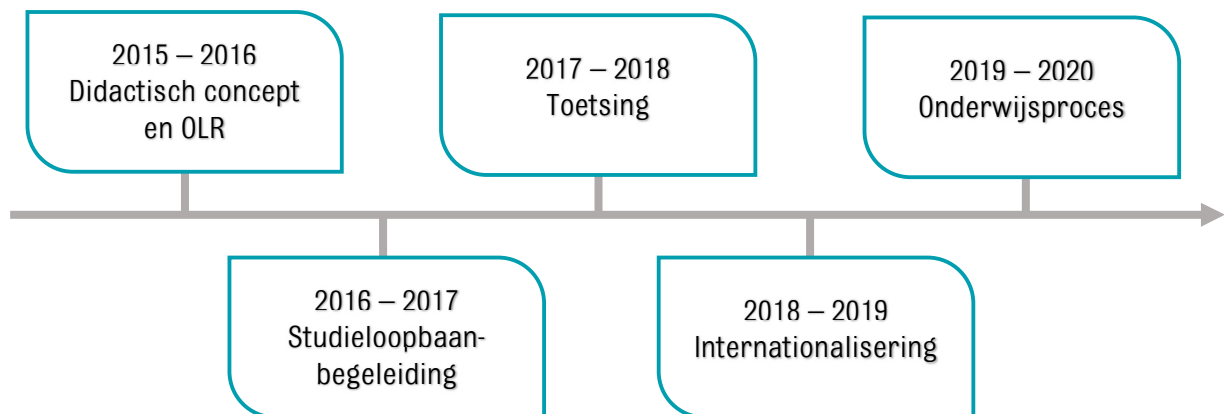 2015 – 2016
Didactisch concept
en OLR
2017 – 2018
Toetsing
2019 – 2020
Onderwijsproces
2016 – 2017
Studieloopbaan-
begeleiding
2018 – 2019
Internationalisering